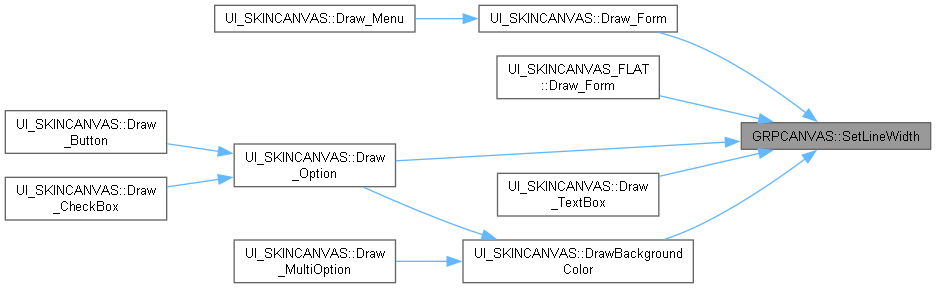 UI_SKINCANVAS::Draw_Menu
UI_SKINCANVAS::Draw_Form
UI_SKINCANVAS_FLAT
::Draw_Form
UI_SKINCANVAS::Draw
_Button
GRPCANVAS::SetLineWidth
UI_SKINCANVAS::Draw
_Option
UI_SKINCANVAS::Draw
_CheckBox
UI_SKINCANVAS::Draw
_TextBox
UI_SKINCANVAS::Draw
_MultiOption
UI_SKINCANVAS::DrawBackground
Color